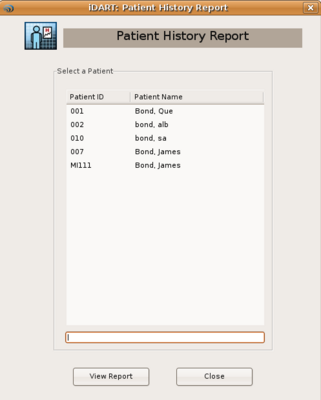 iDART: Patient History Report
Patient History Report
Select a Patient
Patient ID Patient Name
001 Bond, Que
002 bond, alb
010 bond, sa
007 Bond, James
MI111 Bond, James
View Report Close